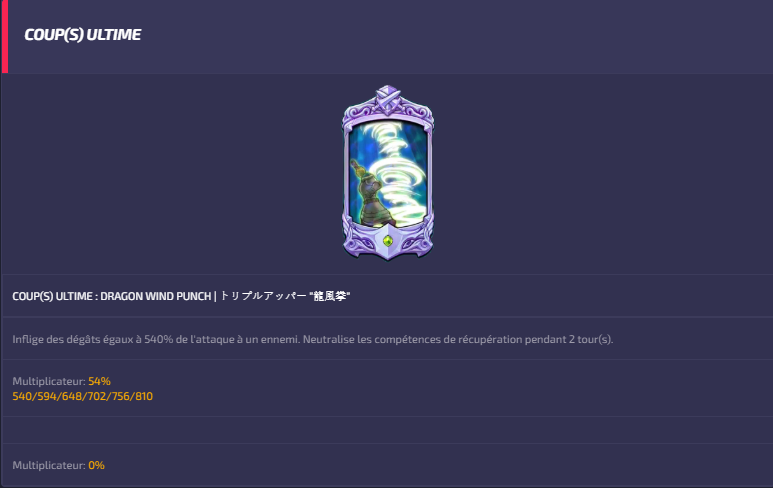 COUP(S) ULTIME
COUP(S) ULTIME : DRAGON WIND PUNCH | トリプルアッパー "龍風拳"
Inflige des dégâts égaux à 540% de l'attaque à un ennemi. Neutralise les compétences de récupération pendant 2 tour(s).
Multiplicateur: 54%
540/594/648/702/756/810
Multiplicateur: 0%